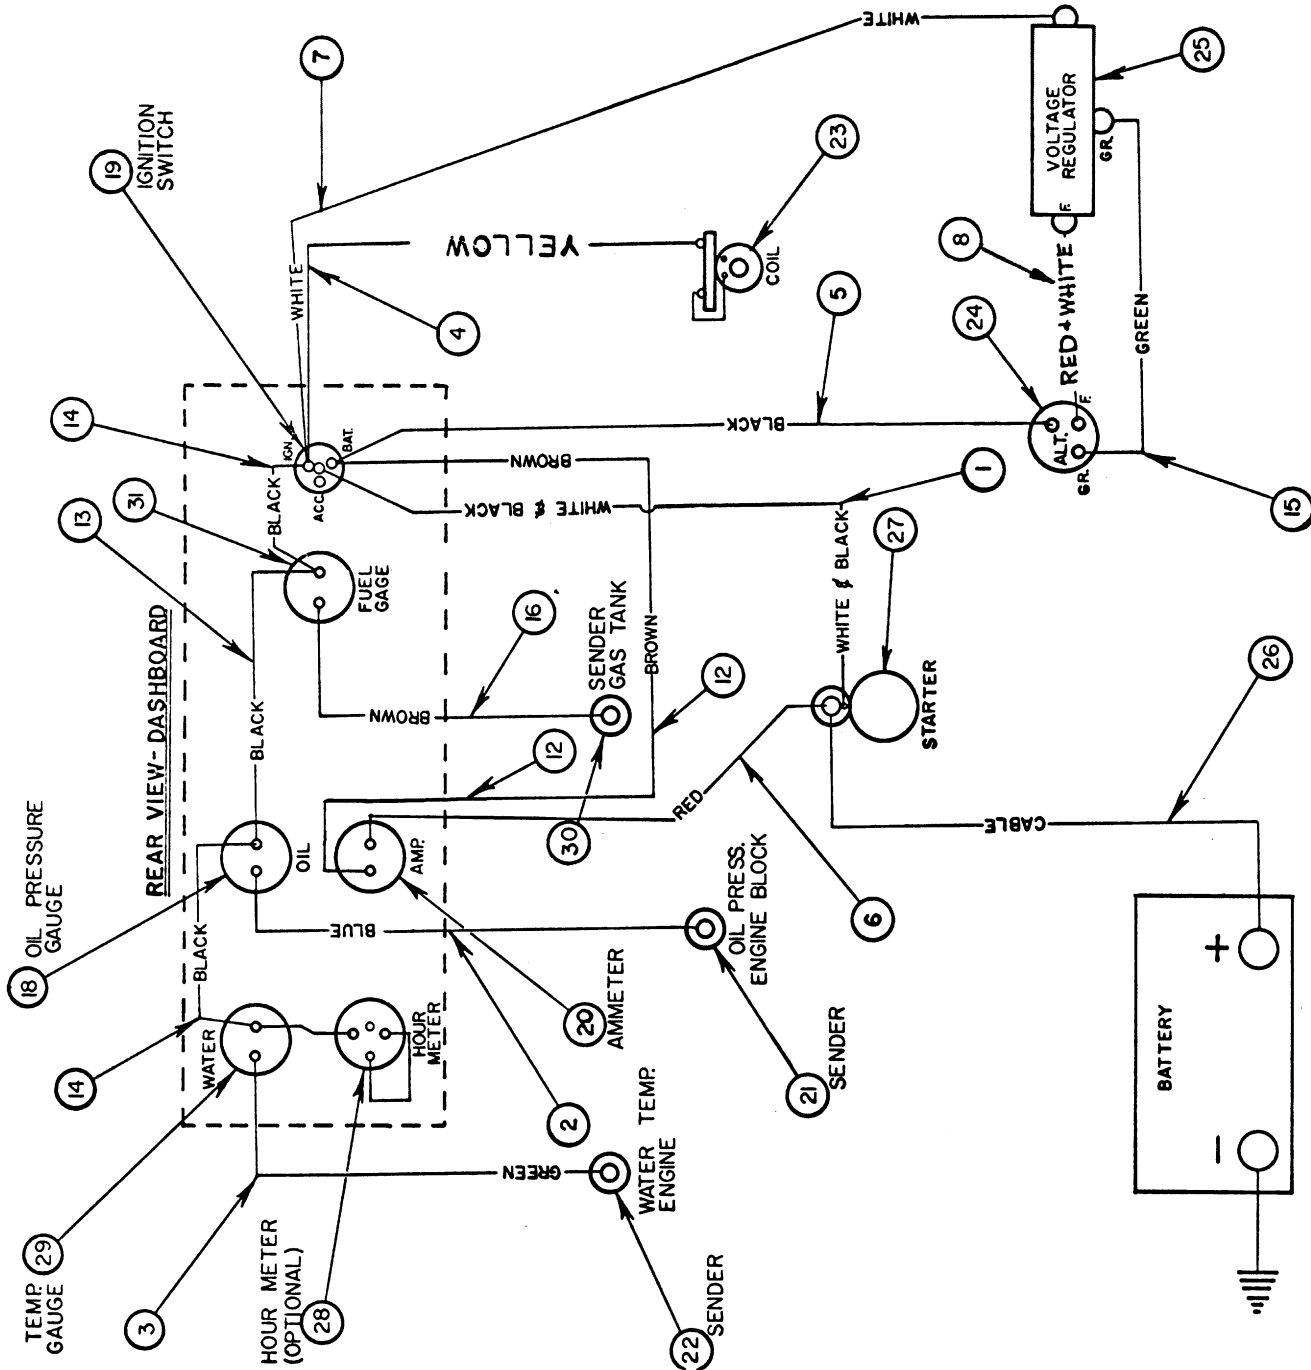 REAR VIEW-DASHBOARD
TEMP.
GAUGE
29
3
HOUR METER
(OPTIONAL)
28
14
WATER
HOUR
METER
18
OIL PRESSURE
GAUGE
BLACK
OIL
AMP.
20
AMMETER
BLUE
2
GREEN
WATER TEMP.
ENGINE
22
SENDER
21
SENDER
OIL PRESS.
ENGINE BLOCK
13
BLACK
31
FUEL
GAGE
BROWN
16
SENDER
GAS TANK
30
12
12
BROWN
BROWN
RED
6
14
BLACK
19
IGNITION
SWITCH
IGN.
BAT.
ACC.
WHITE
4
7
WHITE
YELLOW
COIL
23
BLACK
5
WHITE & BLACK
1
WHITE & BLACK
27
STARTER
CABLE
26
BATTERY
+
−
24
ALT.
F.
GR.
RED & WHITE
8
GREEN
15
VOLTAGE
REGULATOR
F.
GR.
25